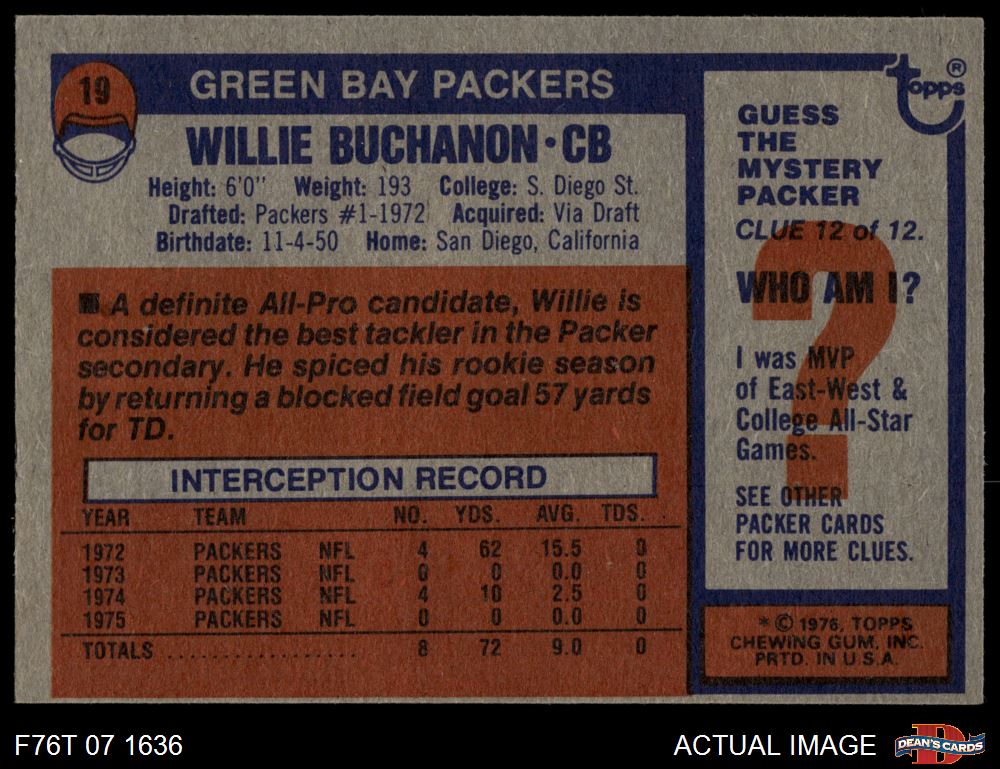 19
GREEN BAY PACKERS
WILLIE BUCHANON • CB
Height: 6'0" Weight: 193 College: S. Diego St.
Drafted: Packers #1-1972 Acquired: Via Draft
Birthdate: 11-4-50 Home: San Diego, California
A definite All-Pro candidate, Willie is
considered the best tackler in the Packer
secondary. He spiced his rookie season
by returning a blocked field goal 57 yards
for TD.
INTERCEPTION RECORD
YEAR TEAM NO. YDS. AVG. TDS.
1972 PACKERS NFL 4 62 15.5 0
1973 PACKERS NFL 0 0 0.0 0
1974 PACKERS NFL 4 10 2.5 0
1975 PACKERS NFL 0 0 0.0 0
TOTALS .................. 8 72 9.0 0
topps ®
GUESS
THE
MYSTERY
PACKER
CLUE 12 of 12.
WHO AM I?
?
I was MVP
of East-West &
College All-Star
Games.
SEE OTHER
PACKER CARDS
FOR MORE CLUES.
* © 1976, TOPPS
CHEWING GUM, INC.
PRTD. IN U.S.A.
F76T 07 1636
ACTUAL IMAGE
D
DEAN'S CARDS